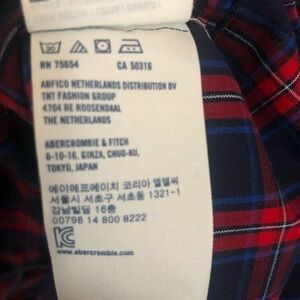 RN 75654 CA 50316
ABFICO NETHERLANDS DISTRIBUTION BV
TNT FASHION GROUP
4704 RE ROOSENDAAL
THE NETHERLANDS
ABERCROMBIE & FITCH
6-10-16, GINZA, CHUO-KU,
TOKYO, JAPAN
에이에프에이치 코리아 엘엘씨
서울시 서초구 서초동 1321-1
강남빌딩 16층
00798 14 800 8222
www.abercrombie.com